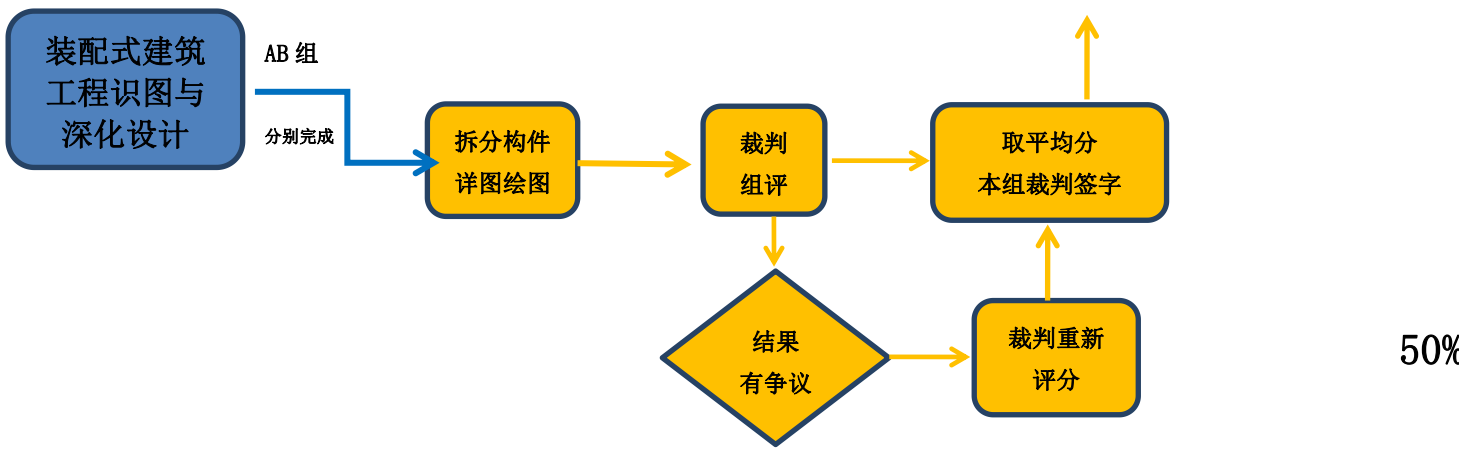 装配式建筑
工程识图与
深化设计
AB 组
分别完成
拆分构件
详图绘图
裁判
组评
取平均分
本组裁判签字
结果
有争议
裁判重新
评分
50%